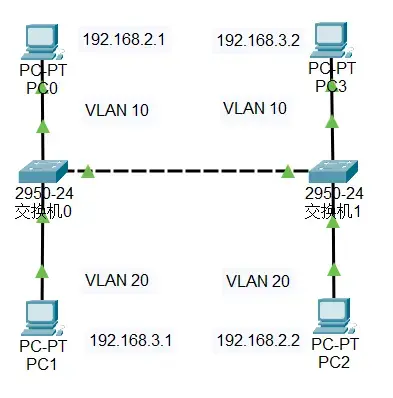 192.168.2.1
192.168.3.2
PC-PT
PC0
PC-PT
PC3
VLAN 10
VLAN 10
2950-24
交换机0
2950-24
交换机1
VLAN 20
VLAN 20
PC-PT
PC1
192.168.3.1
192.168.2.2
PC-PT
PC2